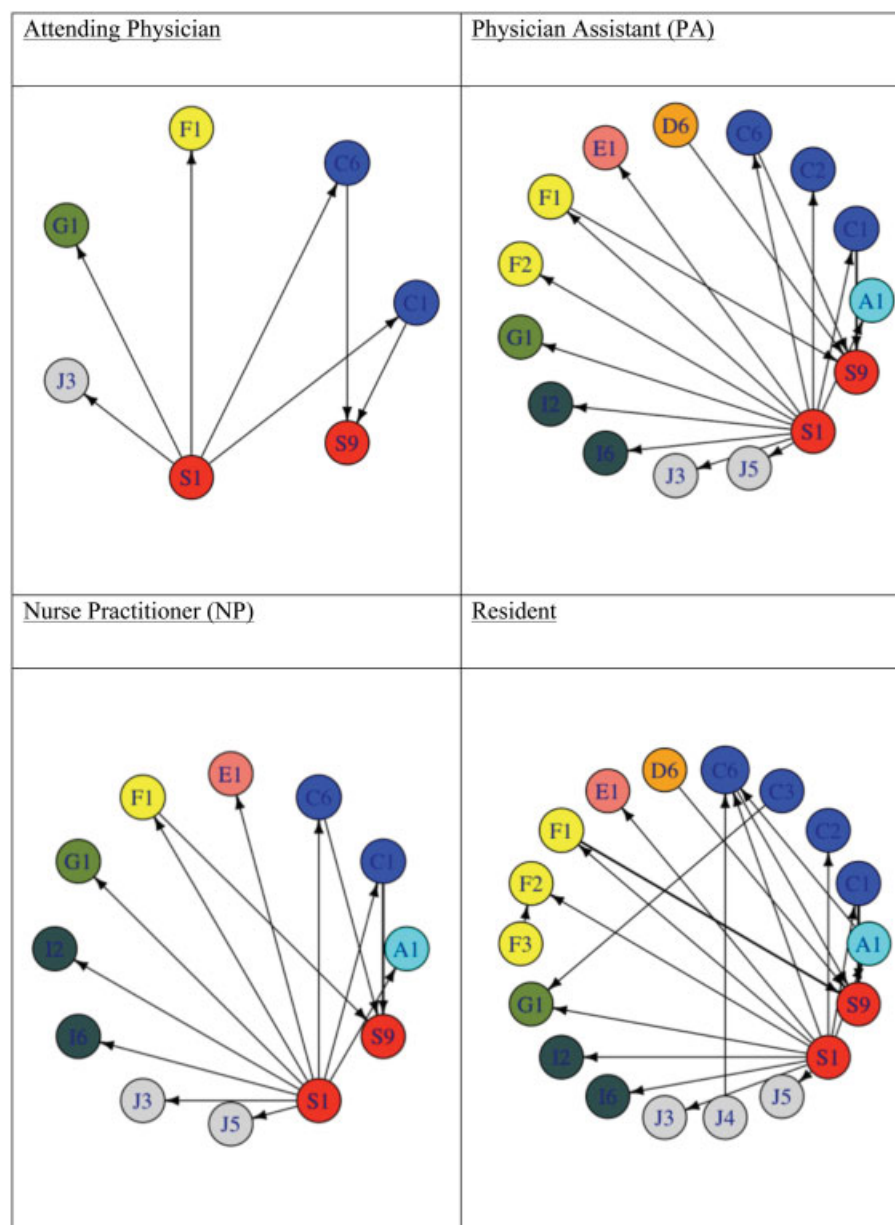 Attending Physician
Physician Assistant (PA)
F1
C6
G1
C1
J3
S9
S1
D6
C6
E1
C2
F1
C1
F2
A1
G1
S9
I2
S1
I6
J3
J5
Nurse Practitioner (NP)
Resident
E1
F1
C6
G1
C1
I2
A1
I6
S9
J3
S1
J5
D6
C6
E1
C3
F1
C2
F2
C1
F3
A1
G1
S9
I2
S1
I6
J5
J3
J4